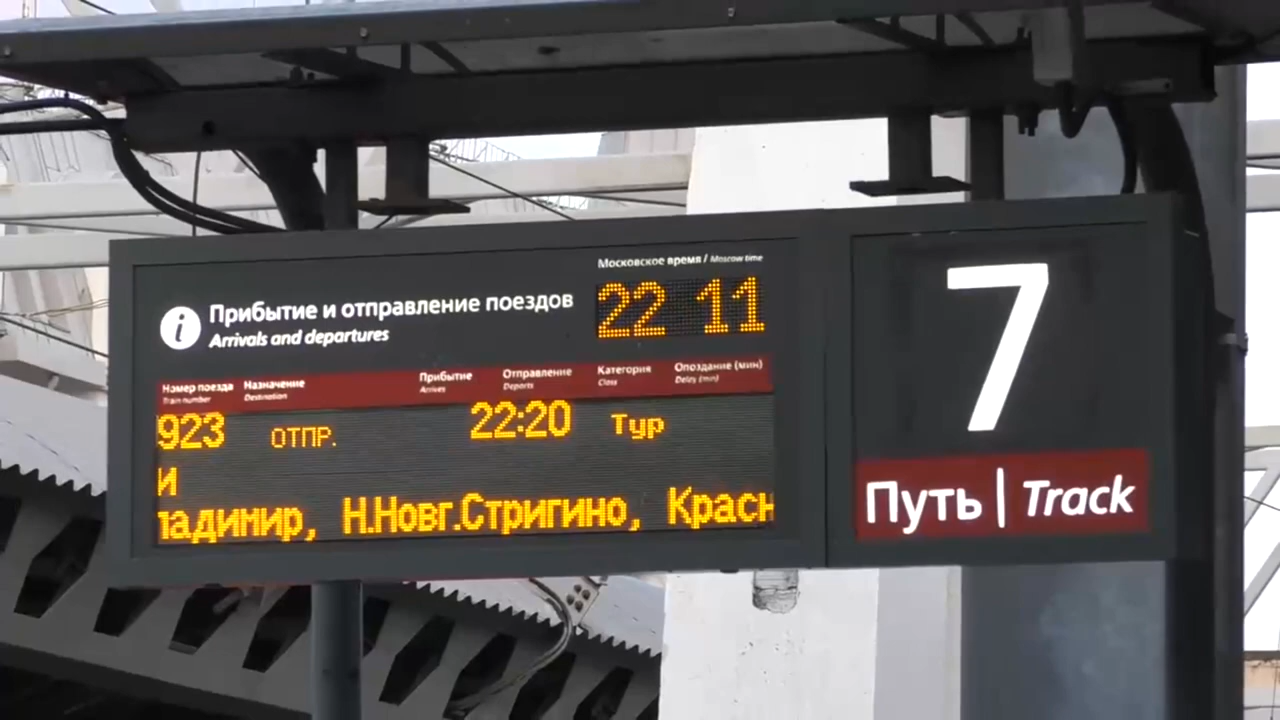 Московское время / Moscow time
i Прибытие и отправление поездов 22 11
Arrivals and departures
Номер поезда Назначение Прибытие Отправление Категория Опоздание (мин)
Train number Destination Arrives Departs Class Delay (min)
923 ОТПР. 22:20 Тур
и
ладимир, Н.Новг.Стригино, Красн
7
Путь | Track